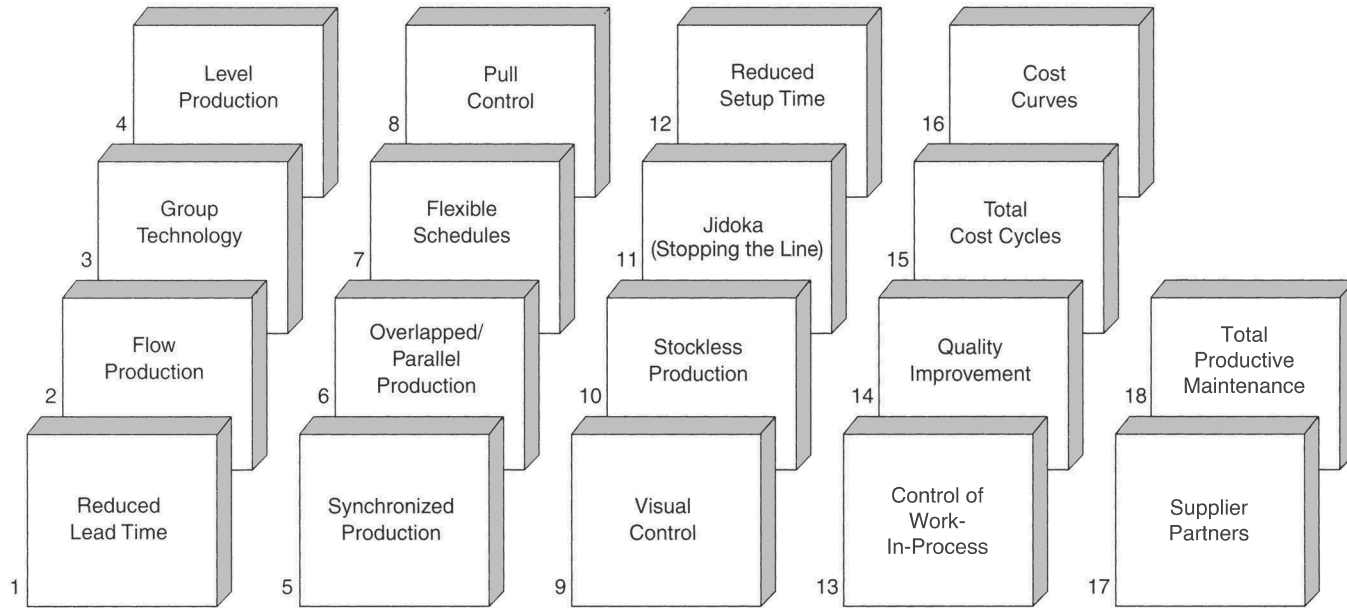 Reduced
Lead Time
1
Flow
Production
2
Group
Technology
3
Level
Production
4
Synchronized
Production
5
Overlapped/
Parallel
Production
6
Flexible
Schedules
7
Pull
Control
8
Visual
Control
9
Stockless
Production
10
Jidoka
(Stopping the Line)
11
Reduced
Setup Time
12
Control of
Work-
In-Process
13
Quality
Improvement
14
Total
Cost Cycles
15
Cost
Curves
16
Supplier
Partners
17
Total
Productive
Maintenance
18